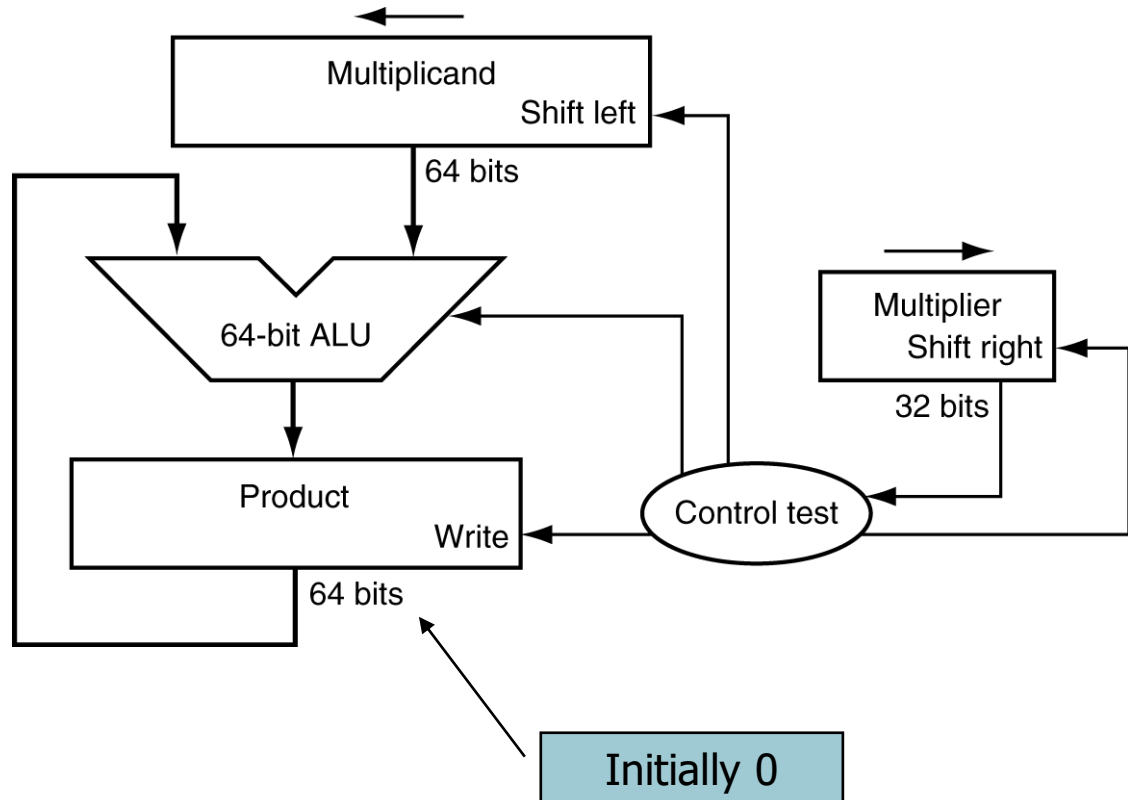 Multiplicand
Shift left
64 bits
64-bit ALU
Multiplier
Shift right
32 bits
Product
Write
Control test
64 bits
Initially 0